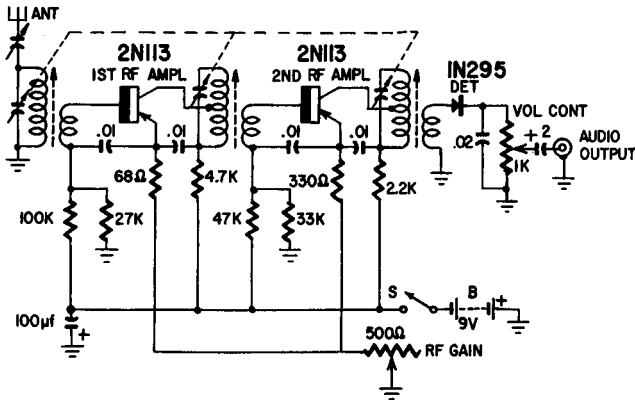 ANT
2N113
1ST RF AMPL
2N113
2ND RF AMPL
IN295
DET
VOL CONT
.01
.01
.01
.01
.02
1K
+ 2
AUDIO
OUTPUT
68Ω
4.7K
330Ω
2.2K
100K
27K
47K
33K
S
B
+
9V
100µf
+
500Ω
RF GAIN